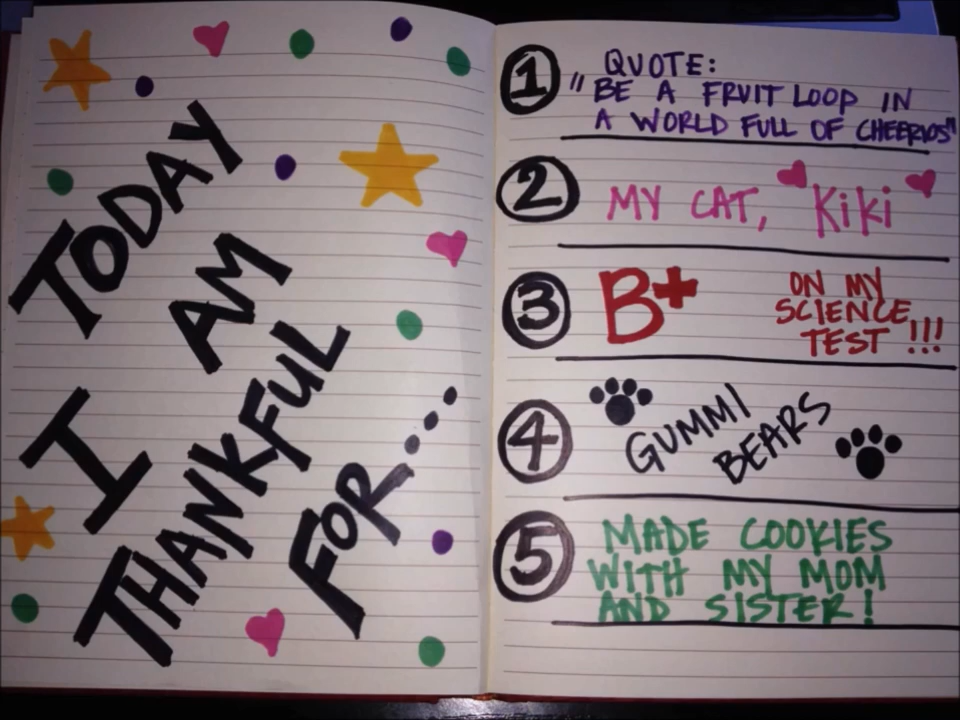 TODAY
I AM
THANKFUL
FOR....
1 QUOTE:
"BE A FRUIT LOOP IN
A WORLD FULL OF CHEERIOS"
2 MY CAT, Kiki
3 B+ ON MY
SCIENCE
TEST !!!
4 GUMMI
BEARS
5 MADE COOKIES
WITH MY MOM
AND SISTER!